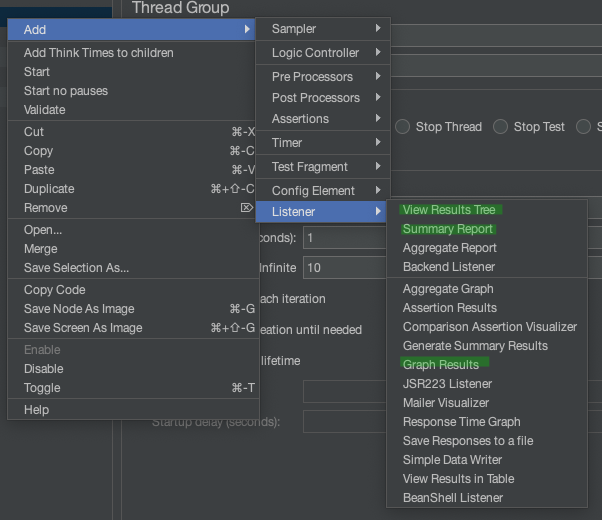 Thread Group
Add
Add Think Times to children
Start
Start no pauses
Validate
Cut ⌘-X
Copy ⌘-C
Paste ⌘-V
Duplicate ⌘+⇧-C
Remove ⌦
Open...
Merge
Save Selection As...
Copy Code
Save Node As Image ⌘-G
Save Screen As Image ⌘+⇧-G
Enable
Disable
Toggle ⌘-T
Help
Sampler
Logic Controller
Pre Processors
Post Processors
Assertions
Timer
Test Fragment
Config Element
Listener
View Results Tree
Summary Report
Aggregate Report
Backend Listener
Aggregate Graph
Assertion Results
Comparison Assertion Visualizer
Generate Summary Results
Graph Results
JSR223 Listener
Mailer Visualizer
Response Time Graph
Save Responses to a file
Simple Data Writer
View Results in Table
BeanShell Listener
Stop Thread Stop Test S
conds): 1
Infinite 10
ach iteration
eation until needed
lifetime
Startup delay (seconds):